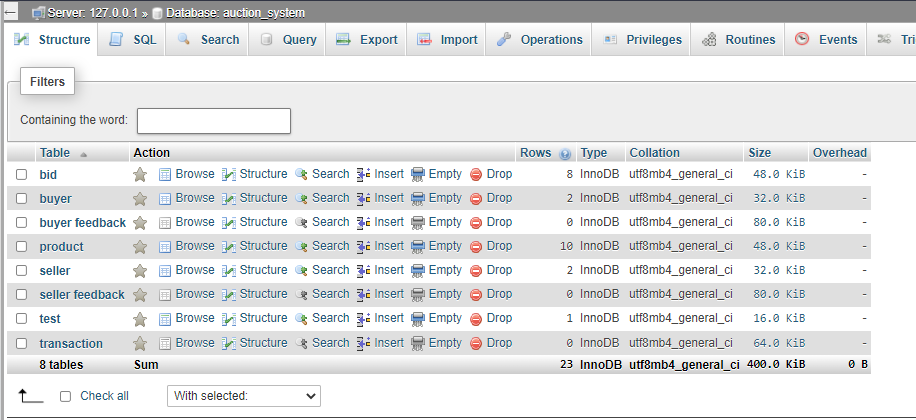 Server: 127.0.0.1 » Database: auction_system
Structure SQL Search Query Export Import Operations Privileges Routines Events Tri
Filters
Containing the word:
Table Action Rows Type Collation Size Overhead
bid Browse Structure Search Insert Empty Drop 8 InnoDB utf8mb4_general_ci 48.0 KiB -
buyer Browse Structure Search Insert Empty Drop 2 InnoDB utf8mb4_general_ci 32.0 KiB -
buyer feedback Browse Structure Search Insert Empty Drop 0 InnoDB utf8mb4_general_ci 80.0 KiB -
product Browse Structure Search Insert Empty Drop 10 InnoDB utf8mb4_general_ci 48.0 KiB -
seller Browse Structure Search Insert Empty Drop 2 InnoDB utf8mb4_general_ci 32.0 KiB -
seller feedback Browse Structure Search Insert Empty Drop 0 InnoDB utf8mb4_general_ci 80.0 KiB -
test Browse Structure Search Insert Empty Drop 1 InnoDB utf8mb4_general_ci 16.0 KiB -
transaction Browse Structure Search Insert Empty Drop 0 InnoDB utf8mb4_general_ci 64.0 KiB -
8 tables Sum 23 InnoDB utf8mb4_general_ci 400.0 KiB 0 B
Check all With selected: